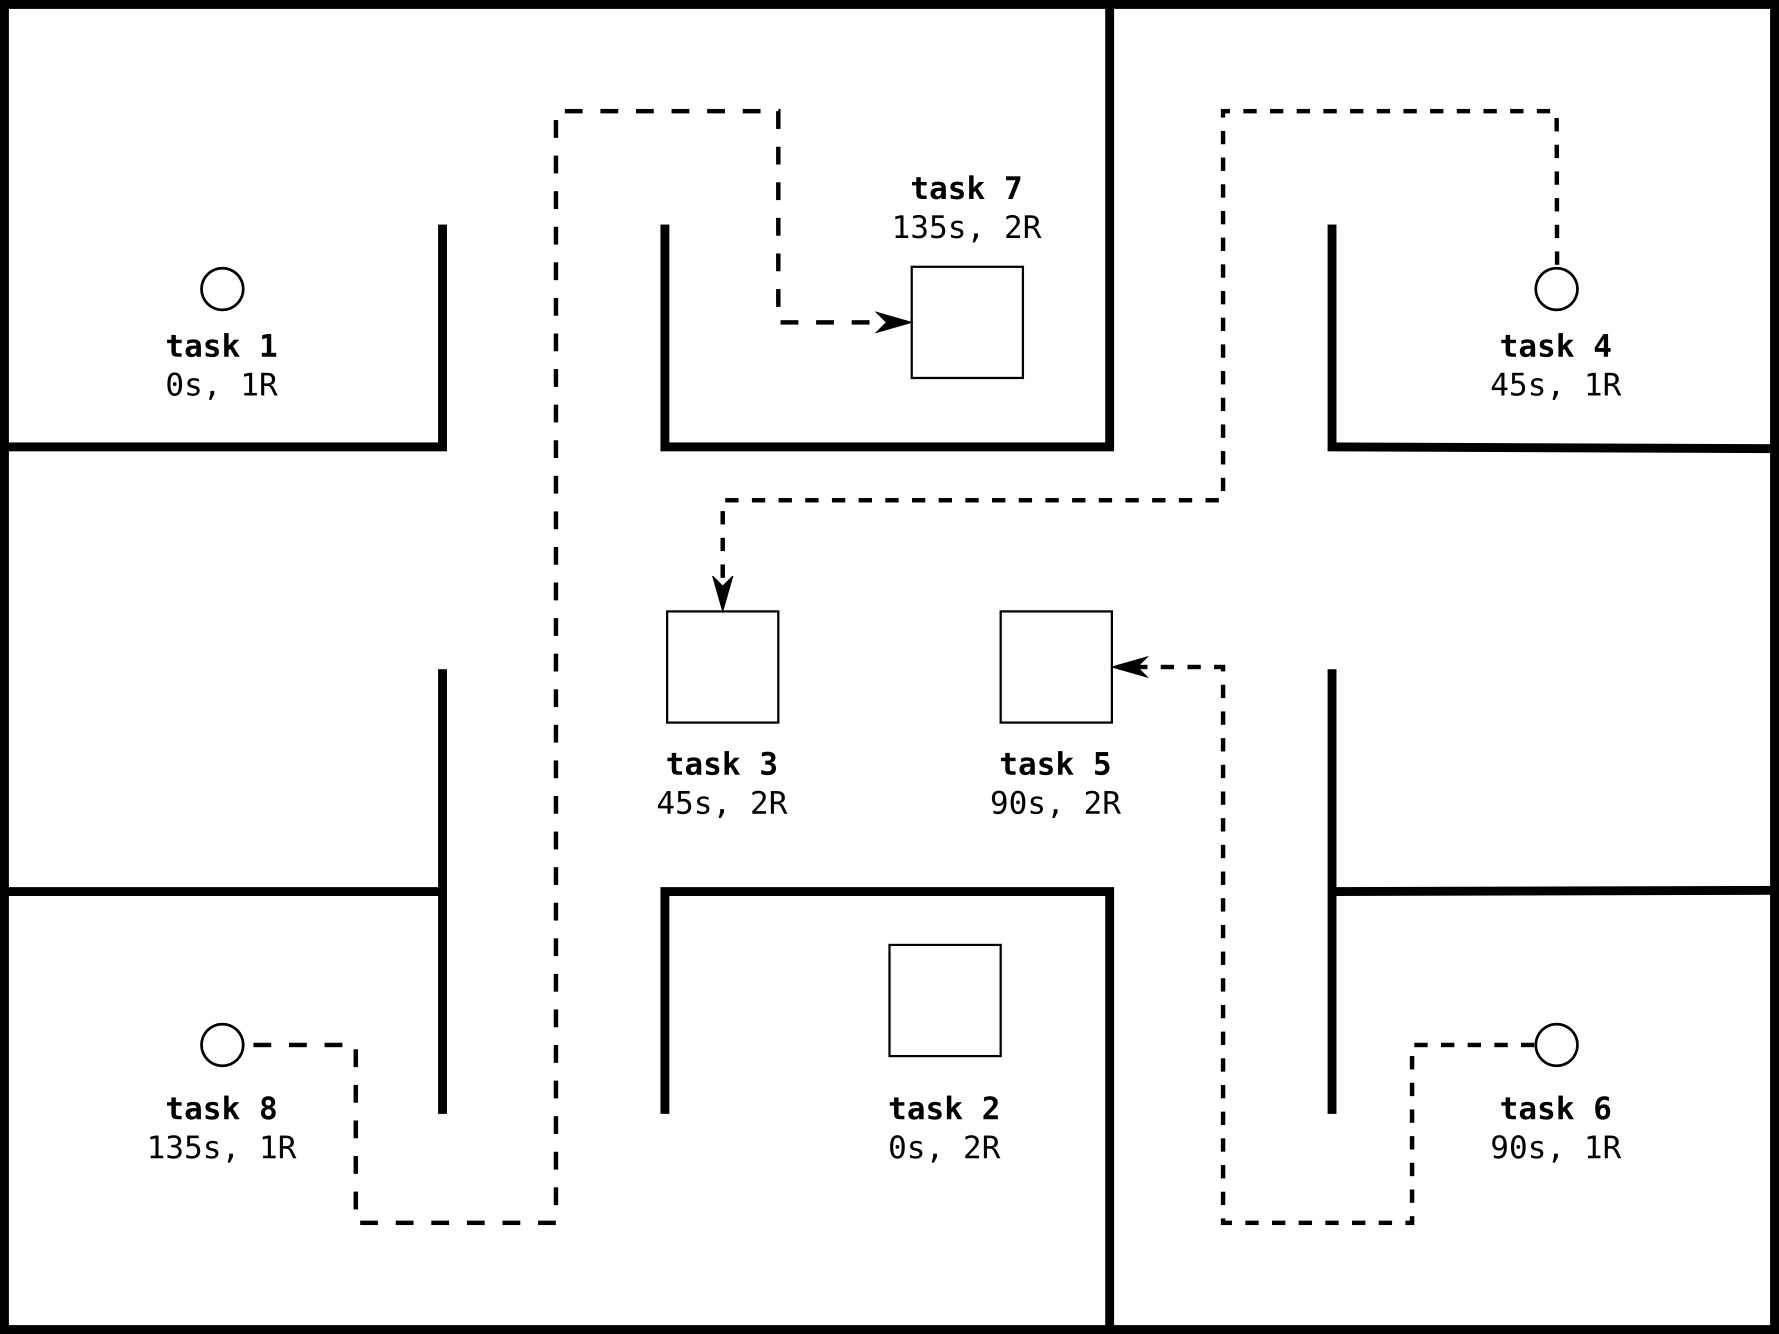 task 7
135s, 2R
task 1
0s, 1R
task 4
45s, 1R
task 3
45s, 2R
task 5
90s, 2R
task 8
135s, 1R
task 2
0s, 2R
task 6
90s, 1R